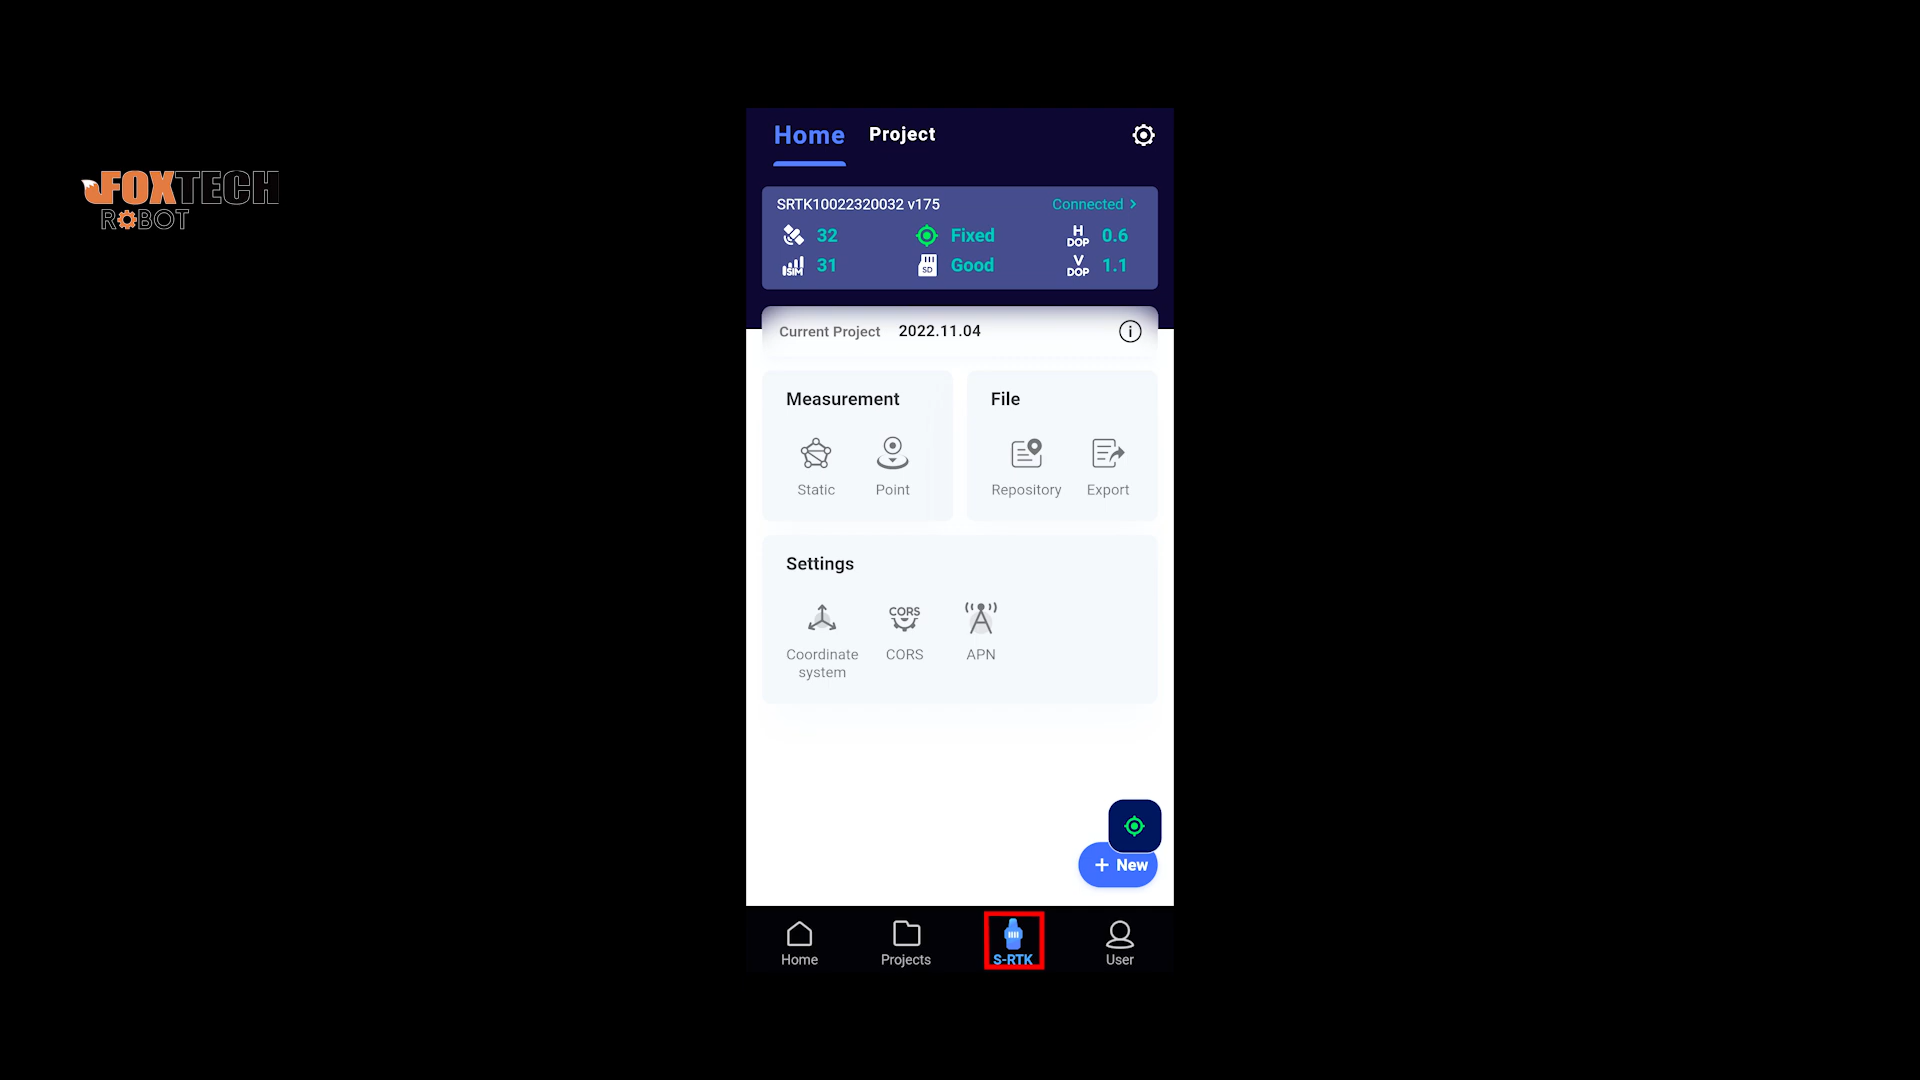 Home Project
FOXTECH
ROBOT
SRTK10022320032 v175 Connected >
32 Fixed H DOP 0.6
SIM 31 SD Good V DOP 1.1
Current Project 2022.11.04
Measurement File
Static Point Repository Export
Settings
CORS
Coordinate system CORS APN
+ New
Home Projects S-RTK User